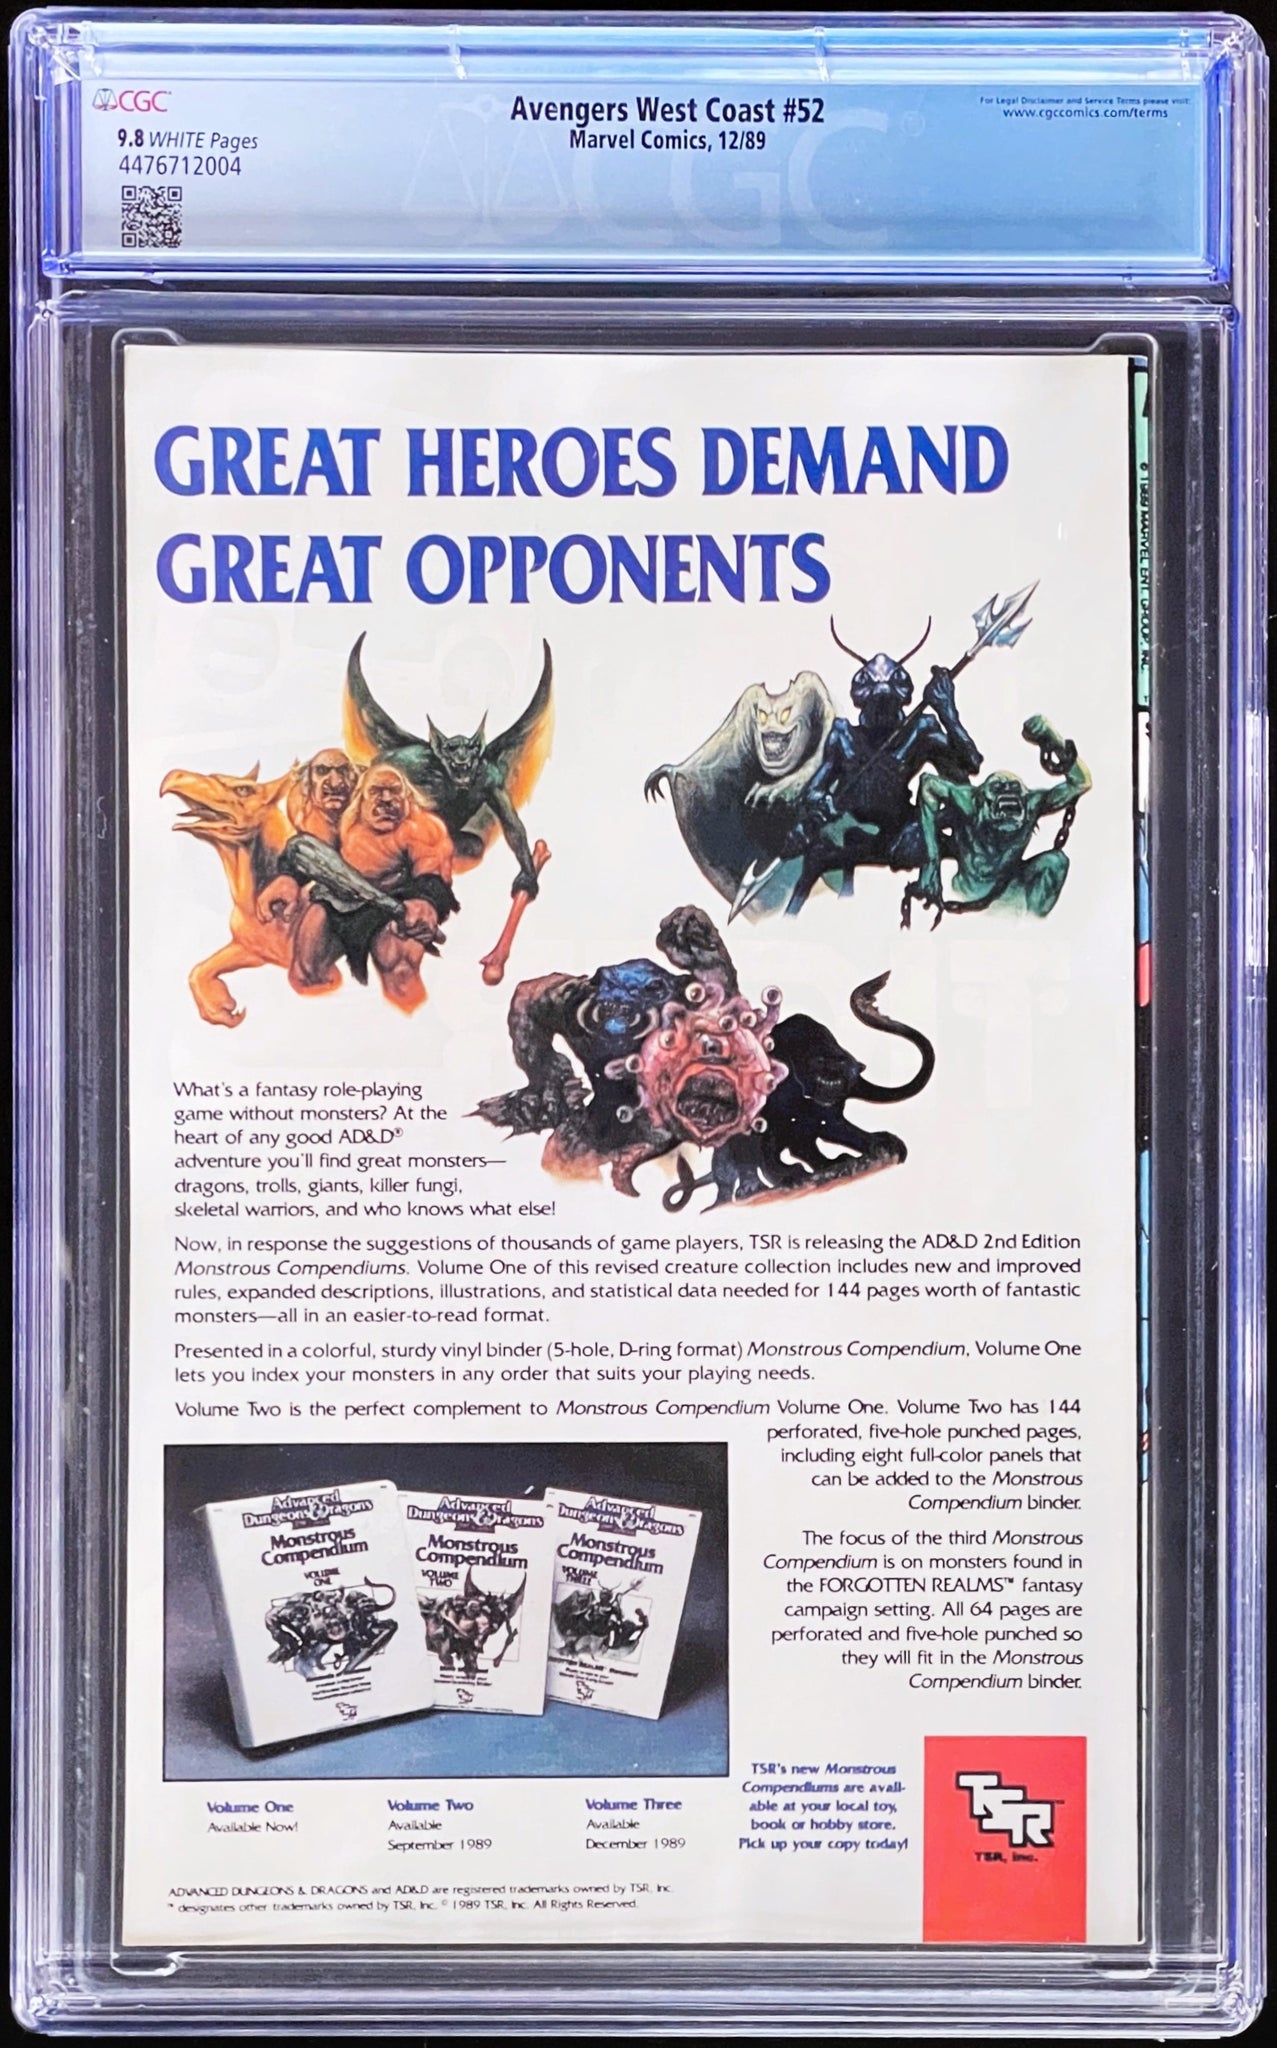 CGC
9.8 WHITE Pages
4476712004
Avengers West Coast #52
Marvel Comics, 12/89
For Legal Disclaimer and Service Terms please visit:
www.cgccomics.com/terms
CGC
GREAT HEROES DEMAND
GREAT OPPONENTS
© 1989 MARVEL ENT. GROUP, INC.
What's a fantasy role-playing
game without monsters? At the
heart of any good AD&D®
adventure you'll find great monsters—
dragons, trolls, giants, killer fungi,
skeletal warriors, and who knows what else!
Now, in response the suggestions of thousands of game players, TSR is releasing the AD&D 2nd Edition
Monstrous Compendiums. Volume One of this revised creature collection includes new and improved
rules, expanded descriptions, illustrations, and statistical data needed for 144 pages worth of fantastic
monsters—all in an easier-to-read format.
Presented in a colorful, sturdy vinyl binder (5-hole, D-ring format) Monstrous Compendium, Volume One
lets you index your monsters in any order that suits your playing needs.
Volume Two is the perfect complement to Monstrous Compendium Volume One. Volume Two has 144
perforated, five-hole punched pages,
including eight full-color panels that
can be added to the Monstrous
Compendium binder.
The focus of the third Monstrous
Compendium is on monsters found in
the FORGOTTEN REALMS™ fantasy
campaign setting. All 64 pages are
perforated and five-hole punched so
they will fit in the Monstrous
Compendium binder.
Advanced
Dungeons & Dragons
Monstrous
Compendium
VOLUME
ONE
Advanced
Dungeons & Dragons
Monstrous
Compendium
VOLUME
TWO
Advanced
Dungeons & Dragons
Monstrous
Compendium
VOLUME
THREE
Volume One
Available Now!
Volume Two
Available
September 1989
Volume Three
Available
December 1989
TSR's new Monstrous
Compendiums are avail-
able at your local toy,
book or hobby store.
Pick up your copy today!
TSR™
TSR, Inc.
ADVANCED DUNGEONS & DRAGONS and AD&D are registered trademarks owned by TSR, Inc.
™ designates other trademarks owned by TSR, Inc. © 1989 TSR, Inc. All Rights Reserved.